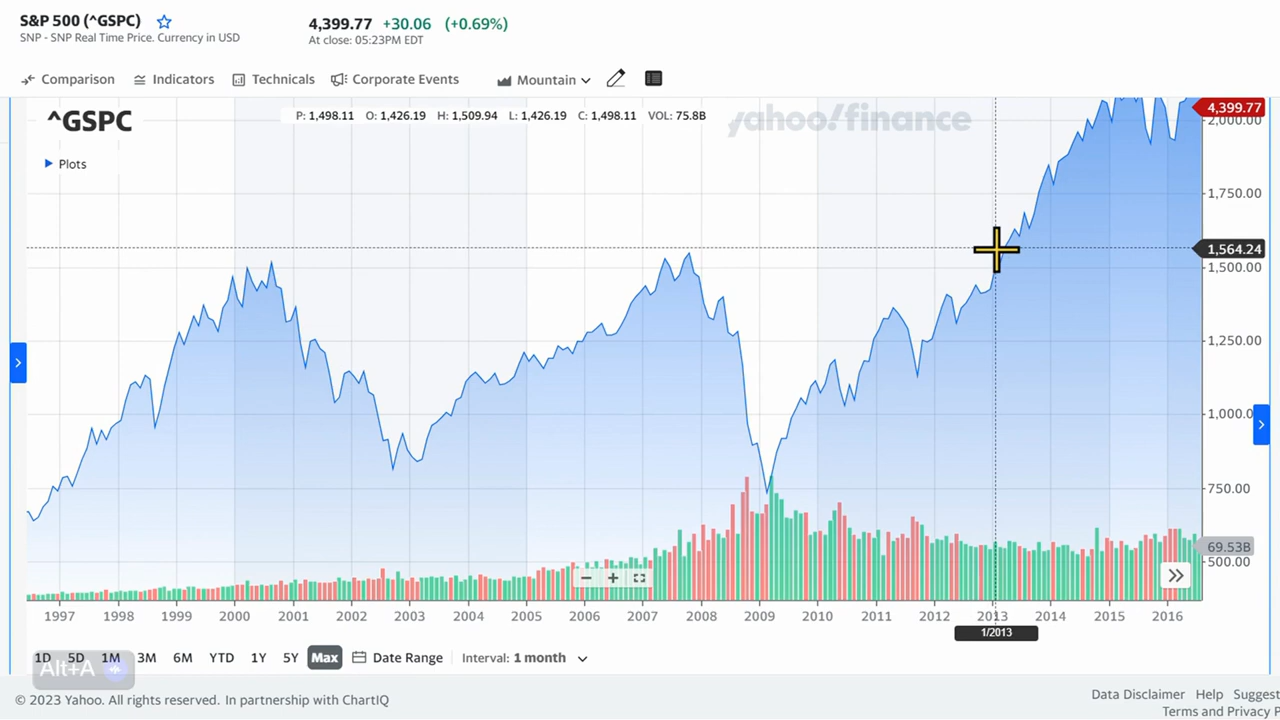 S&P 500 (^GSPC)
SNP - SNP Real Time Price. Currency in USD
4,399.77 +30.06 (+0.69%)
At close: 05:23PM EDT
Comparison Indicators Technicals Corporate Events Mountain
^GSPC
P: 1,498.11 O: 1,426.19 H: 1,509.94 L: 1,426.19 C: 1,498.11 VOL: 75.8B
yahoo!finance
Plots
4,399.77
2,000.00
1,750.00
1,564.24
1,500.00
1,250.00
1,000.0
750.00
69.53B
500.00
1997 1998 1999 2000 2001 2002 2003 2004 2005 2006 2007 2008 2009 2010 2011 2012 2013 2014 2015 2016
1/2013
1D 5D 1M 3M 6M YTD 1Y 5Y Max Date Range Interval: 1 month
Alt+A
© 2023 Yahoo. All rights reserved. In partnership with ChartIQ
Data Disclaimer Help Suggest
Terms and Privacy P